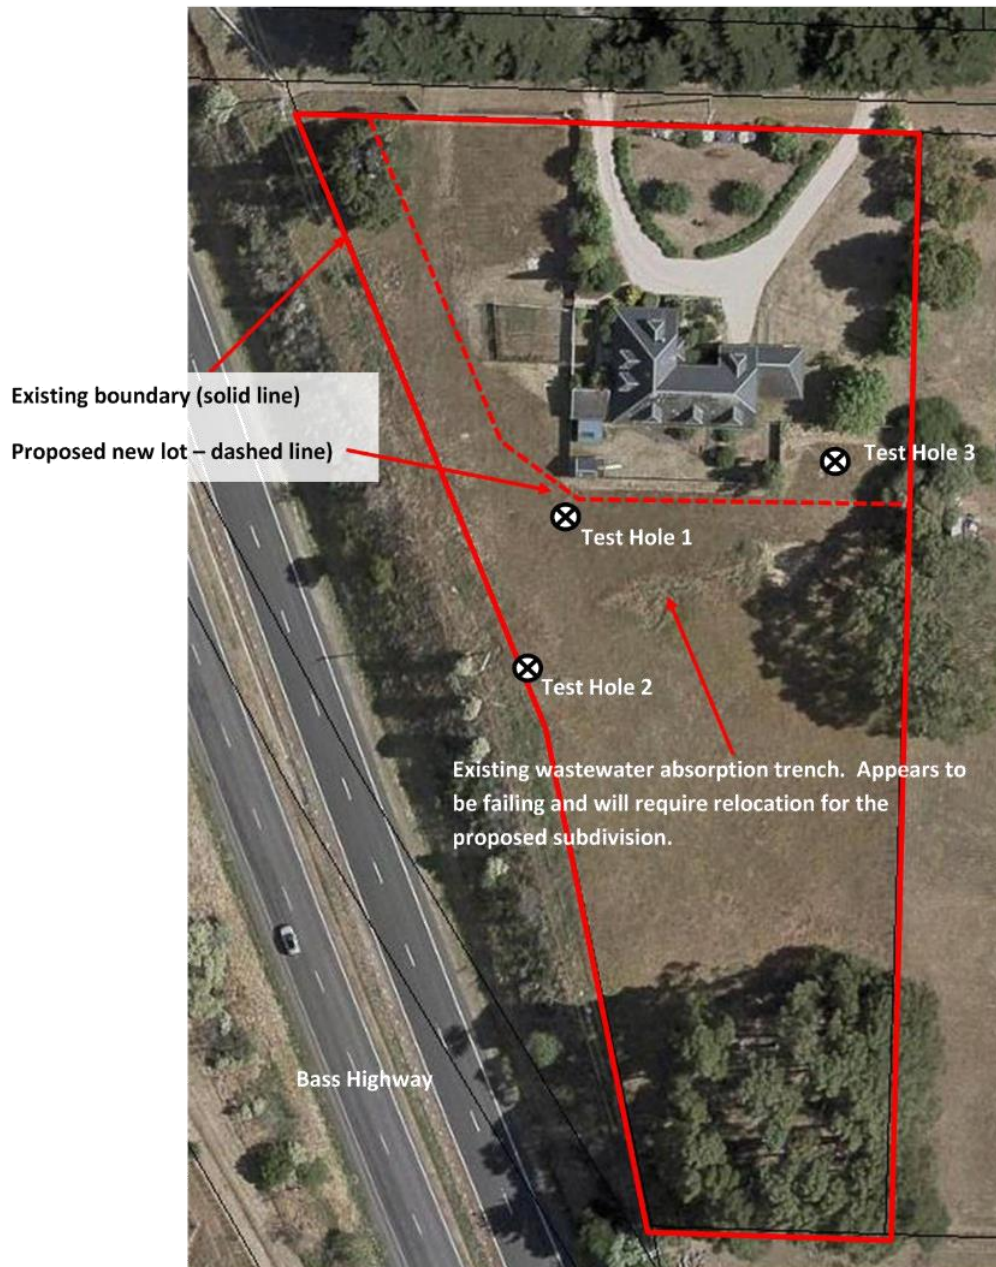 Existing boundary (solid line)
Proposed new lot – dashed line)
Test Hole 3
Test Hole 1
Test Hole 2
Existing wastewater absorption trench.  Appears to
be failing and will require relocation for the
proposed subdivision.
Bass Highway